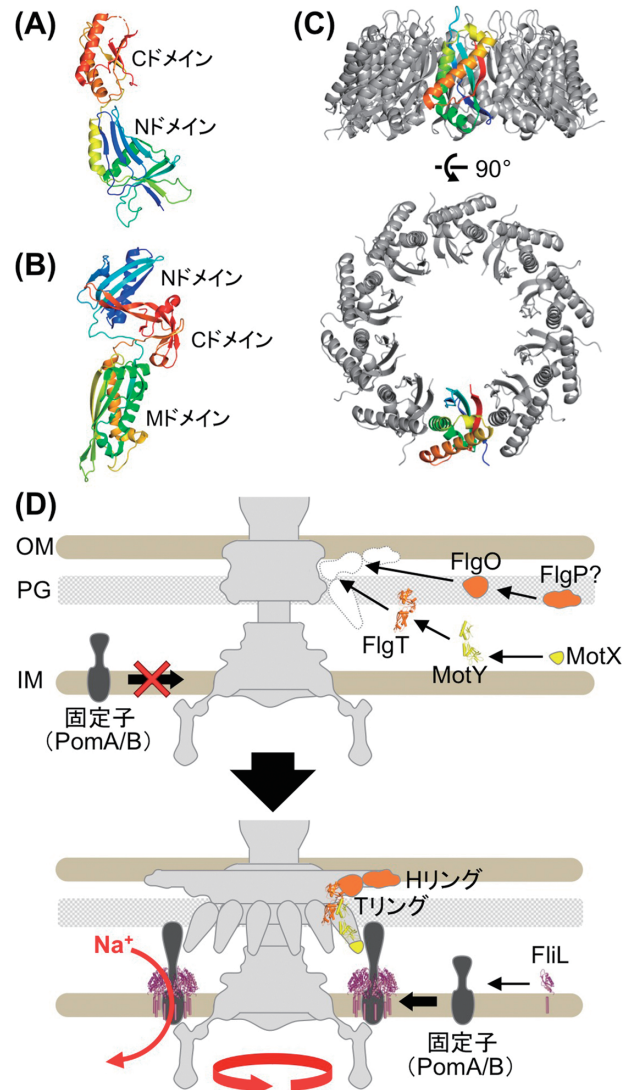 (A)
Cドメイン
Nドメイン
(B)
Nドメイン
Cドメイン
Mドメイン
(C)
90°
(D)
OM
PG
IM
FlgO
FlgP?
FlgT
MotY
MotX
固定子
(PomA/B)
Hリング
Tリング
Na⁺
FliL
固定子
(PomA/B)